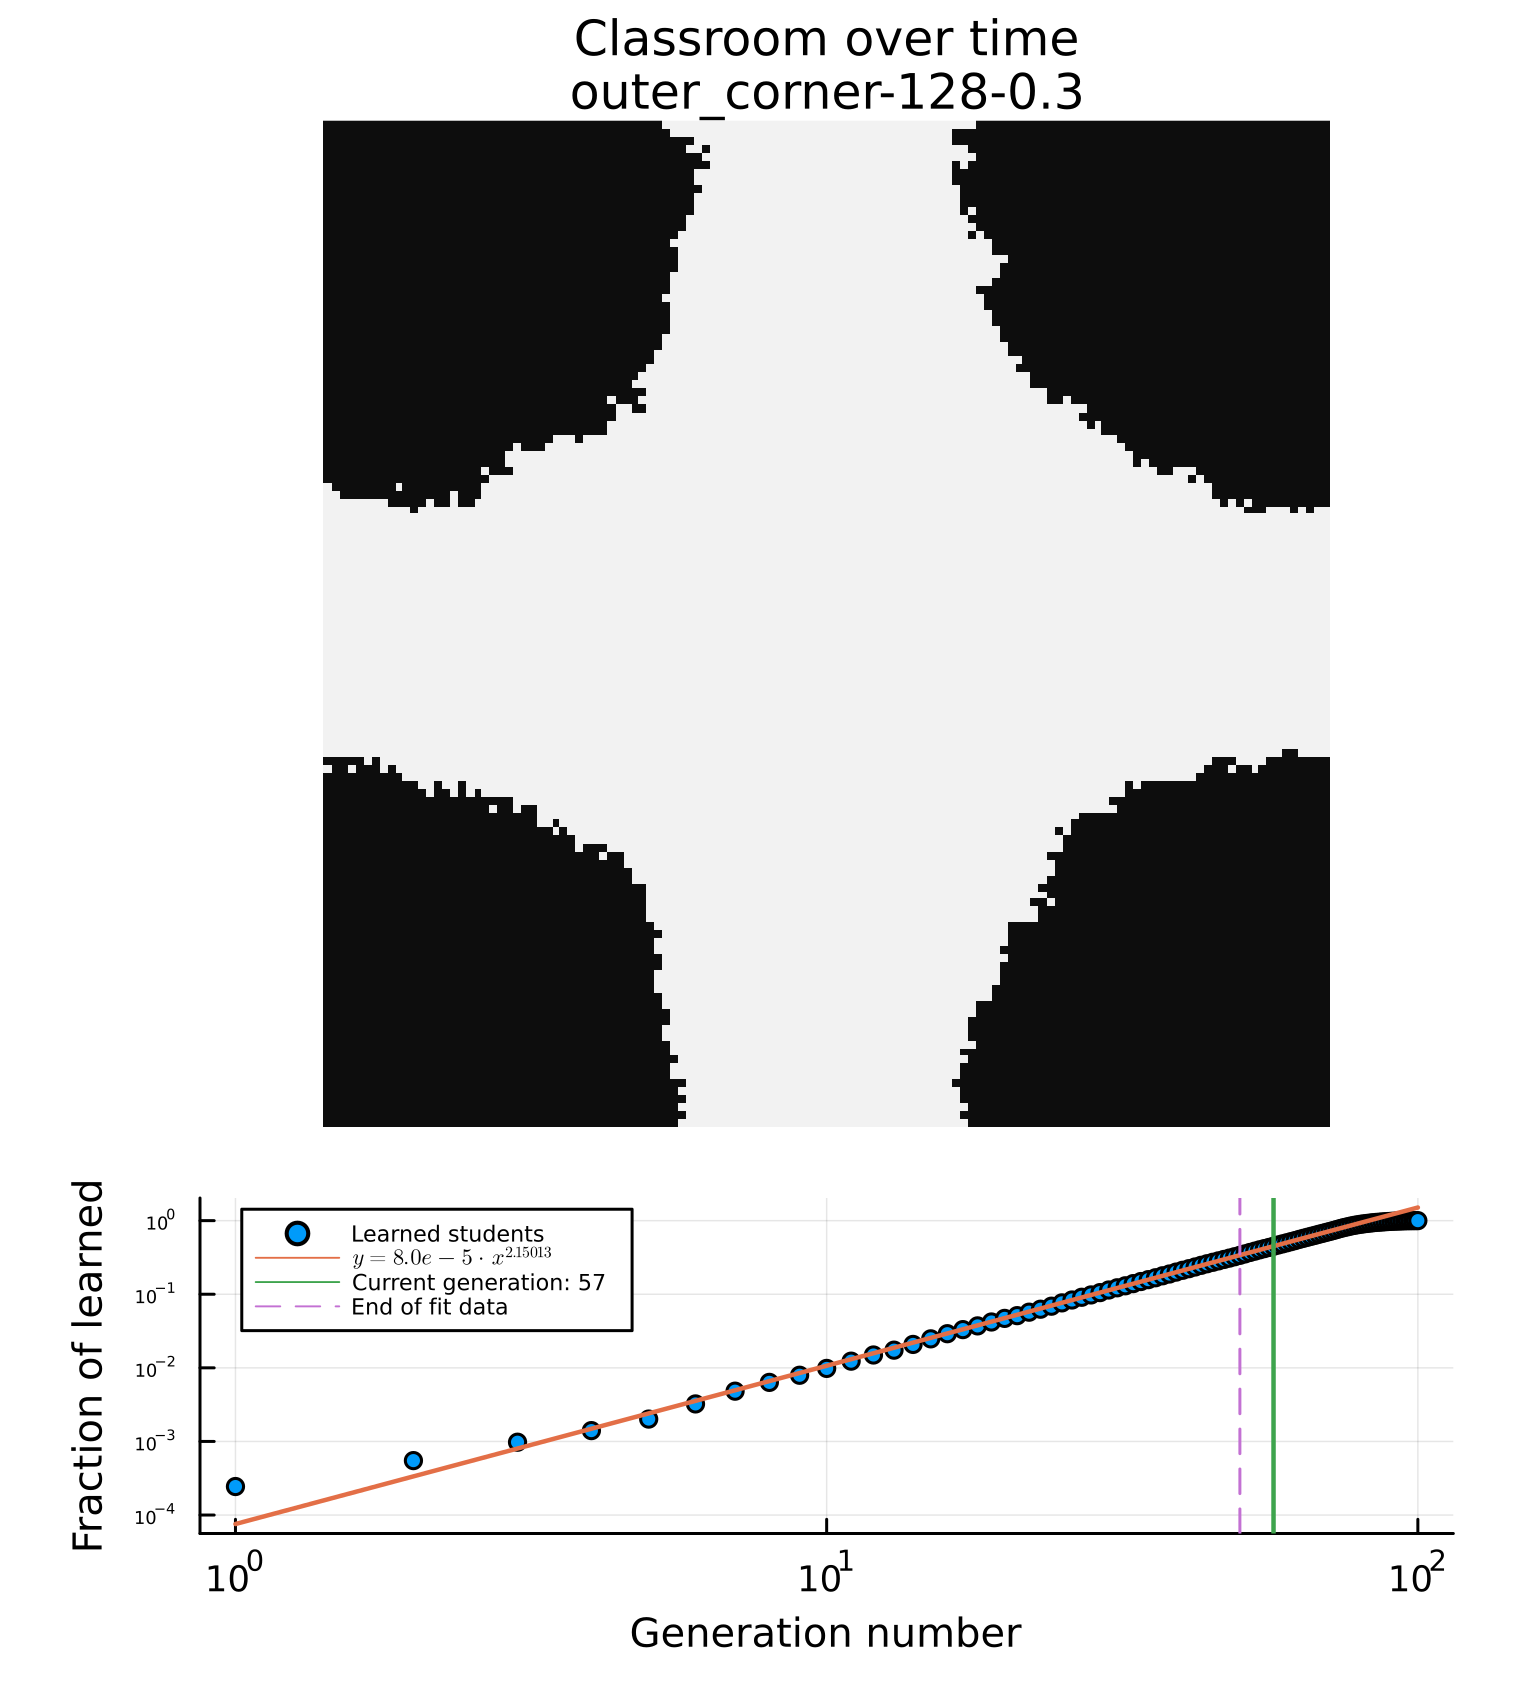 Classroom over time
outer_corner-128-0.3
Fraction of learned
10^0
10^-1
10^-2
10^-3
10^-4
Learned students
y = 8.0e − 5 · x^2.15013
Current generation: 57
End of fit data
10^0 10^1 10^2
Generation number